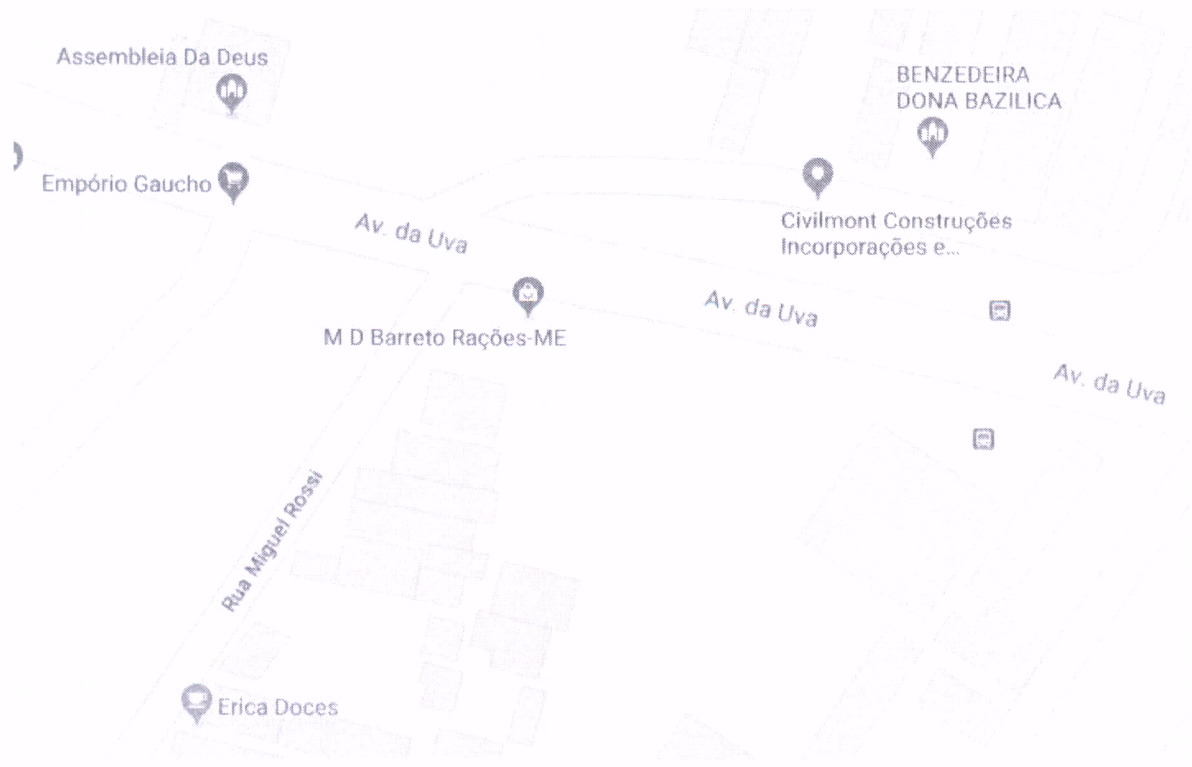 Assembleia Da Deus
BENZEDEIRA
DONA BAZILICA
Empório Gaucho
Av. da Uva
Civilmont Construções
Incorporações e...
M D Barreto Rações-ME
Av. da Uva
Av. da Uva
Rua Miguel Rossi
Erica Doces